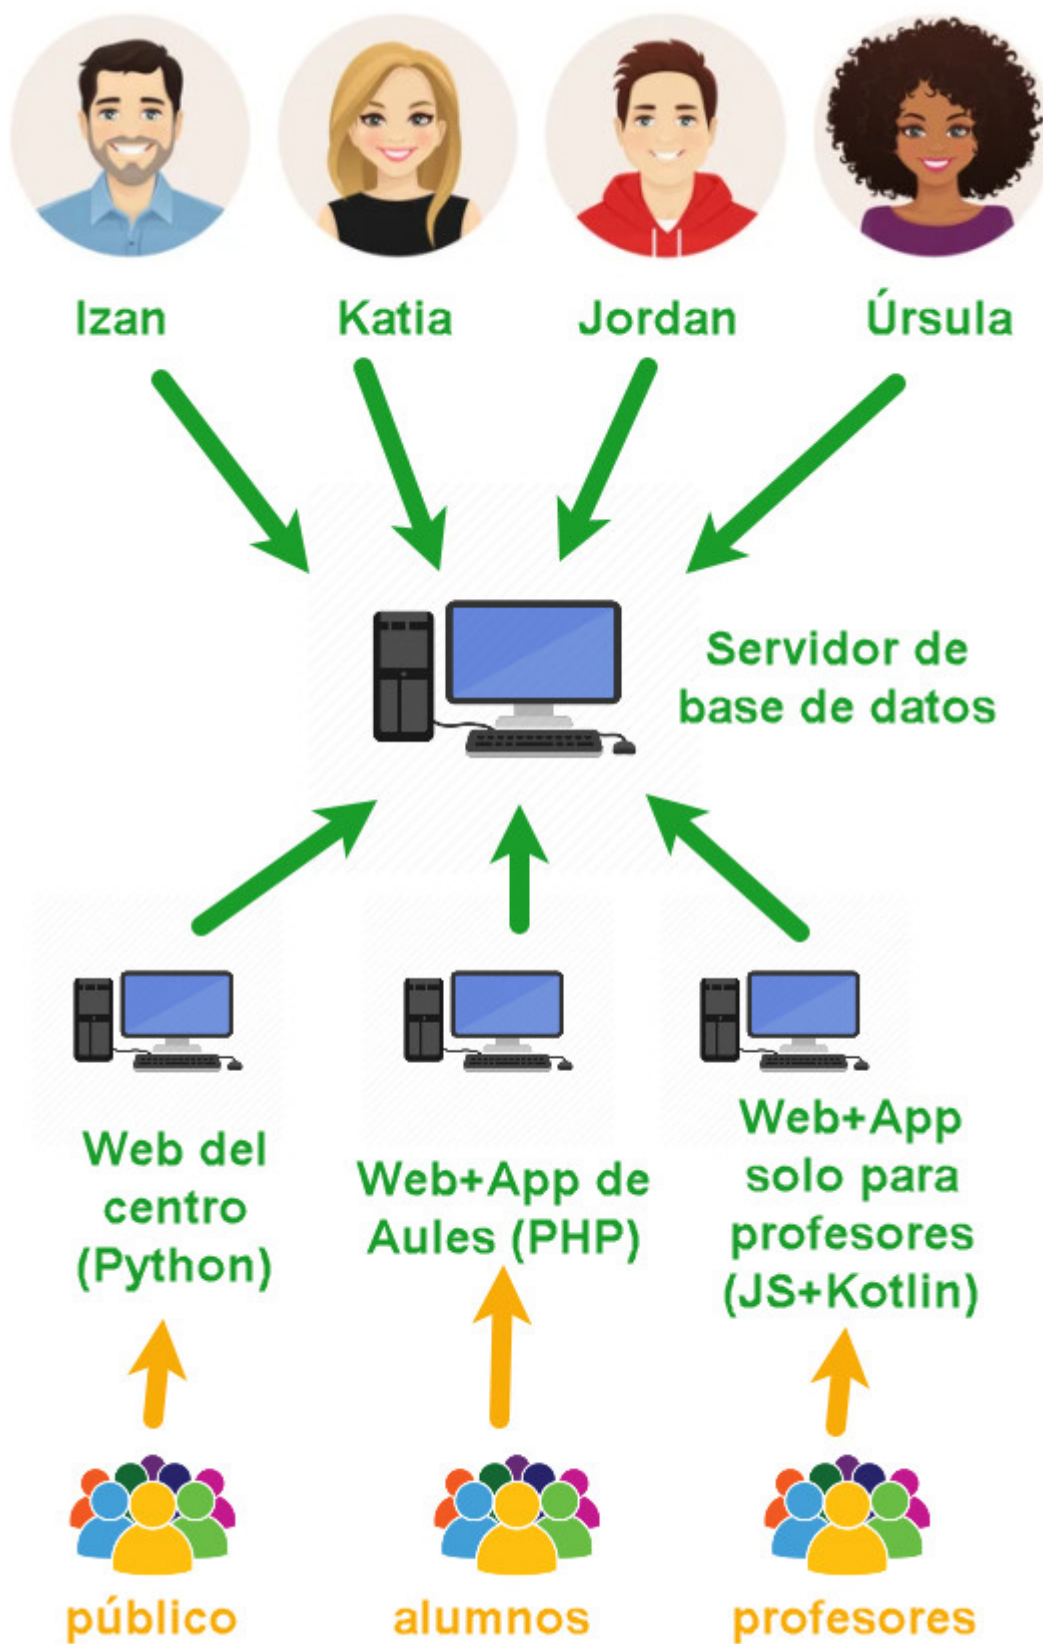 Izan
Katia
Jordan
Úrsula
Servidor de
base de datos
Web del
centro
(Python)
Web+App de
Aules (PHP)
Web+App
solo para
profesores
(JS+Kotlin)
público
alumnos
profesores